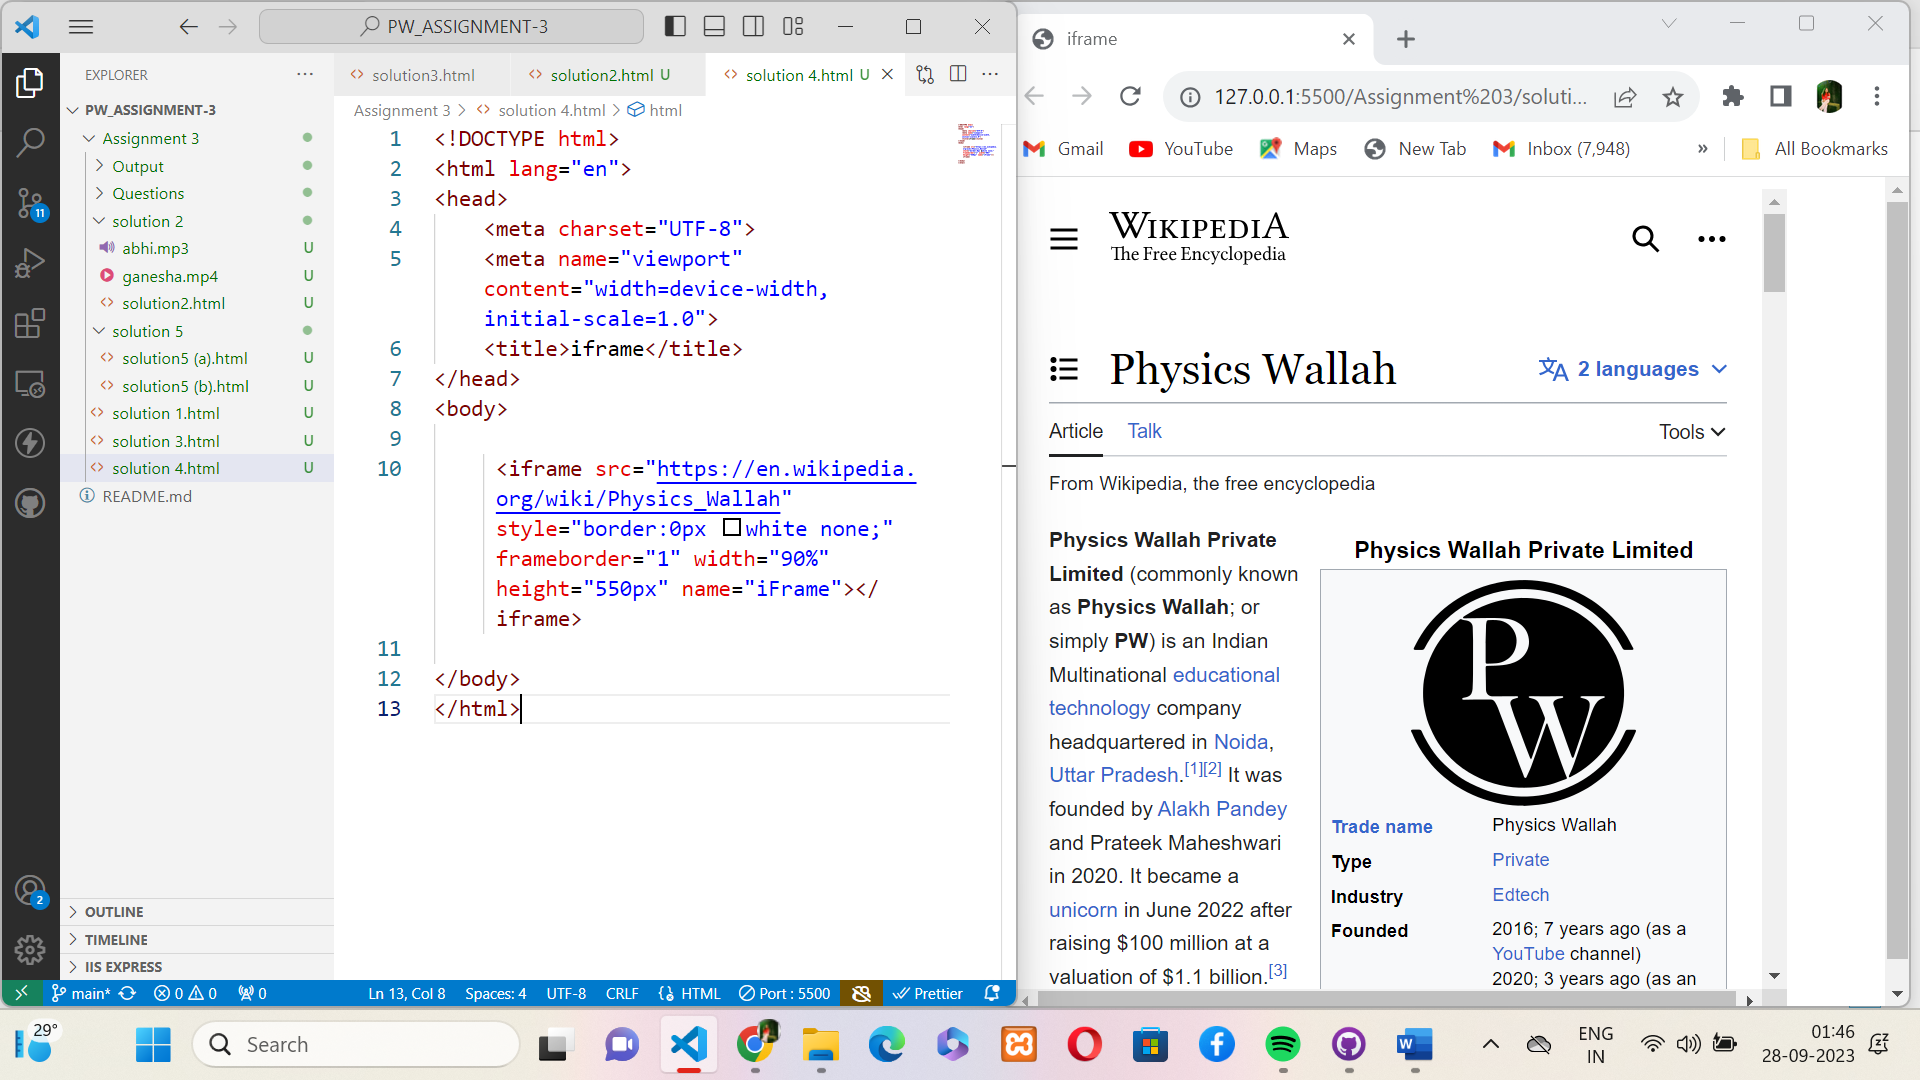 PW_ASSIGNMENT-3
EXPLORER
PW_ASSIGNMENT-3
Assignment 3
Output
Questions
solution 2
abhi.mp3 U
ganesha.mp4 U
solution2.html U
solution 5
solution5 (a).html U
solution5 (b).html U
solution 1.html U
solution 3.html U
solution 4.html U
README.md
OUTLINE
TIMELINE
IIS EXPRESS
11
2
solution3.html
solution2.html U
solution 4.html U
Assignment 3 > solution 4.html > html
1 <!DOCTYPE html>
2 <html lang="en">
3 <head>
4 <meta charset="UTF-8">
5 <meta name="viewport"
content="width=device-width,
initial-scale=1.0">
6 <title>iframe</title>
7 </head>
8 <body>
9
10 <iframe src="https://en.wikipedia.
org/wiki/Physics_Wallah"
style="border:0px white none;"
frameborder="1" width="90%"
height="550px" name="iFrame"></
iframe>
11
12 </body>
13 </html>
main* 0 0 0 Ln 13, Col 8 Spaces: 4 UTF-8 CRLF HTML Port : 5500 Prettier
iframe
127.0.0.1:5500/Assignment%203/soluti...
Gmail YouTube Maps New Tab Inbox (7,948) » All Bookmarks
WIKIPEDIA
The Free Encyclopedia
Physics Wallah
2 languages
Article Talk Tools
From Wikipedia, the free encyclopedia
Physics Wallah Private
Limited (commonly known
as Physics Wallah; or
simply PW) is an Indian
Multinational educational
technology company
headquartered in Noida,
Uttar Pradesh.[1][2] It was
founded by Alakh Pandey
and Prateek Maheshwari
in 2020. It became a
unicorn in June 2022 after
raising $100 million at a
valuation of $1.1 billion.[3]
Physics Wallah Private Limited
P
W
Trade name Physics Wallah
Type Private
Industry Edtech
Founded 2016; 7 years ago (as a
YouTube channel)
2020; 3 years ago (as an
29°
Search
ENG
IN
01:46
28-09-2023